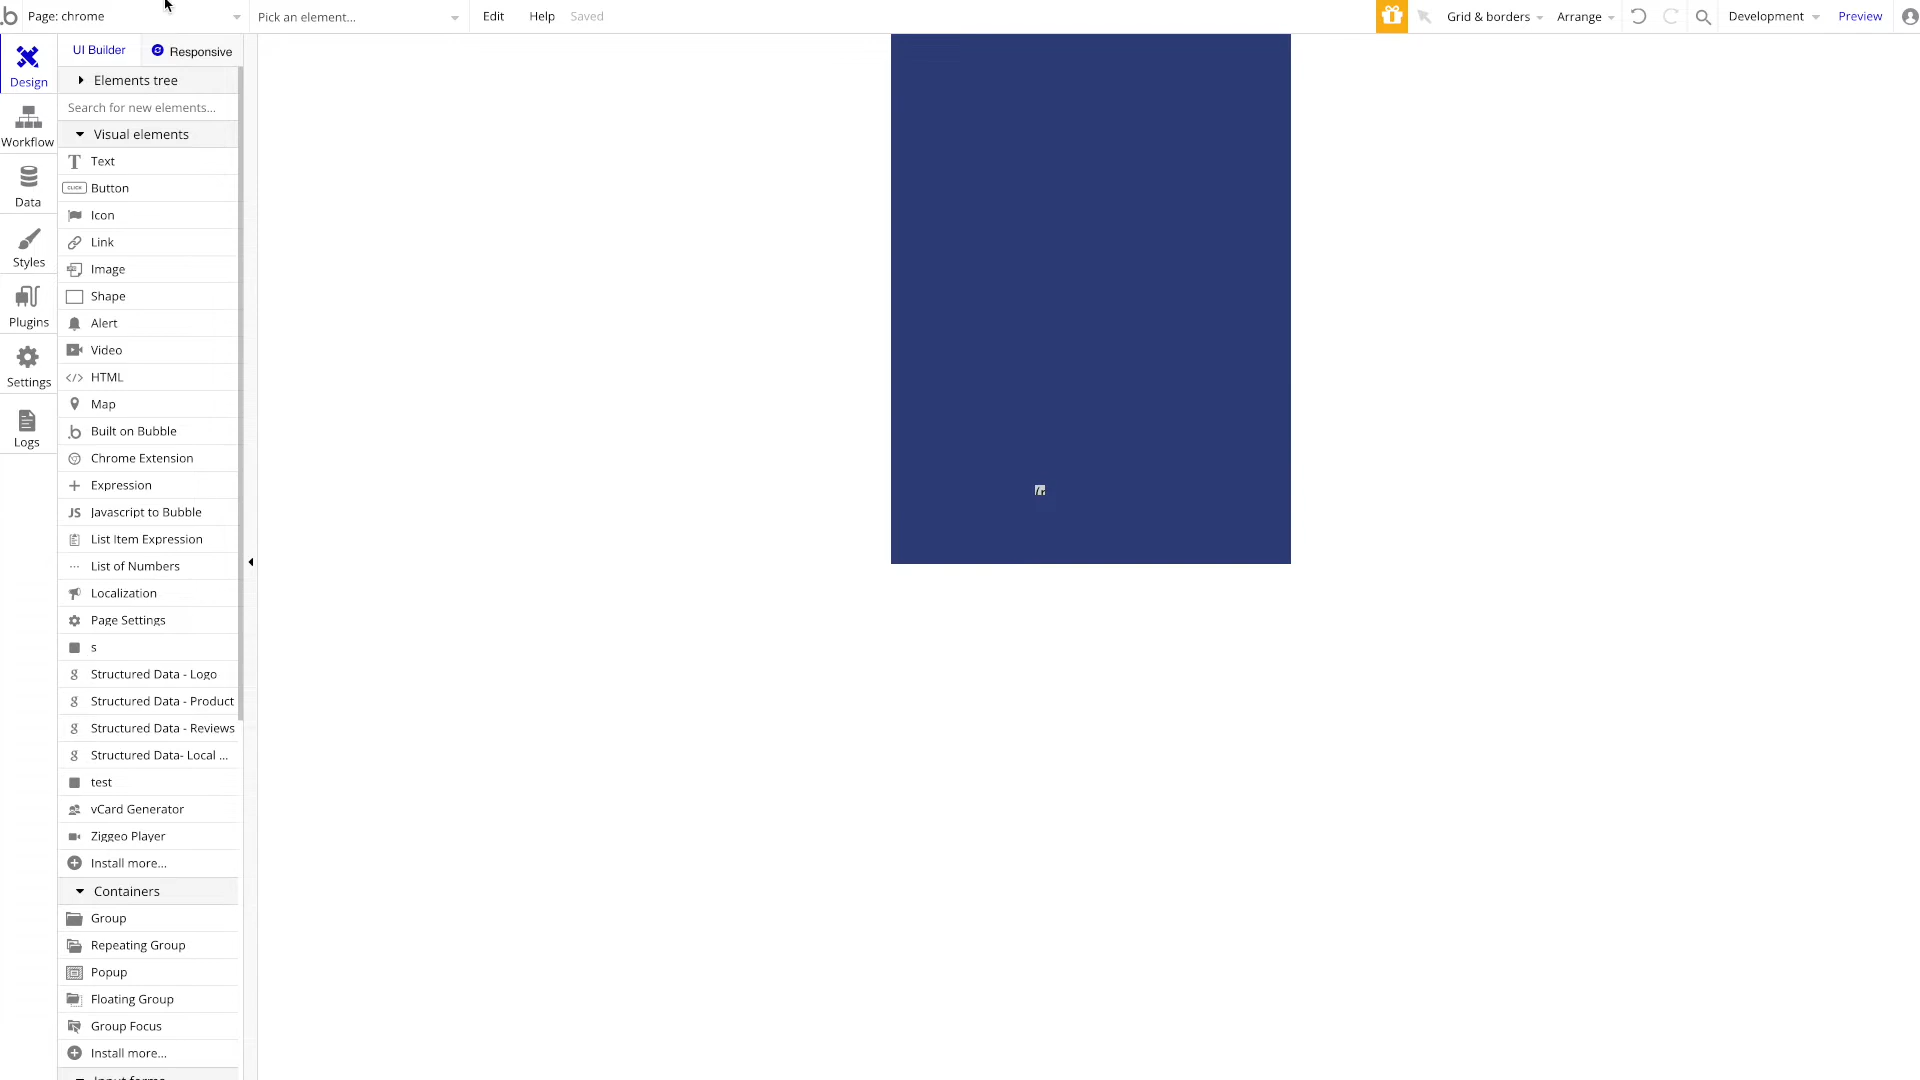 .b Page: chrome Pick an element... Edit Help Saved Grid & borders Arrange Development Preview
Design
Workflow
Data
Styles
Plugins
Settings
Logs
UI Builder Responsive
Elements tree
Search for new elements...
Visual elements
T Text
CLICK Button
Icon
Link
Image
Shape
Alert
Video
</> HTML
Map
.b Built on Bubble
Chrome Extension
Expression
JS Javascript to Bubble
List Item Expression
List of Numbers
Localization
Page Settings
s
g Structured Data - Logo
g Structured Data - Product
g Structured Data - Reviews
g Structured Data- Local ...
test
vCard Generator
Ziggeo Player
Install more...
Containers
Group
Repeating Group
Popup
Floating Group
Group Focus
Install more...
Input forms